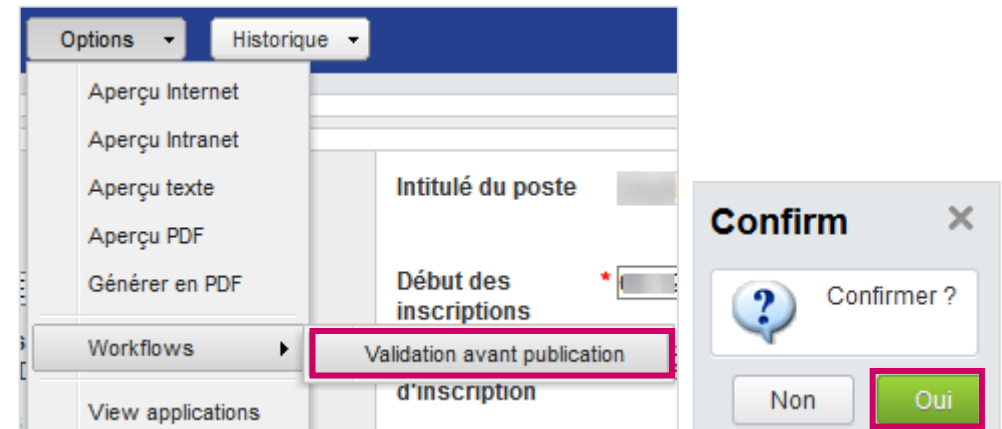 Options
Historique
Aperçu Internet
Aperçu Intranet
Aperçu texte
Aperçu PDF
Générer en PDF
Workflows
Validation avant publication
View applications
Intitulé du poste
Début des *
inscriptions
d'inscription
Confirm
Confirmer ?
Non
Oui